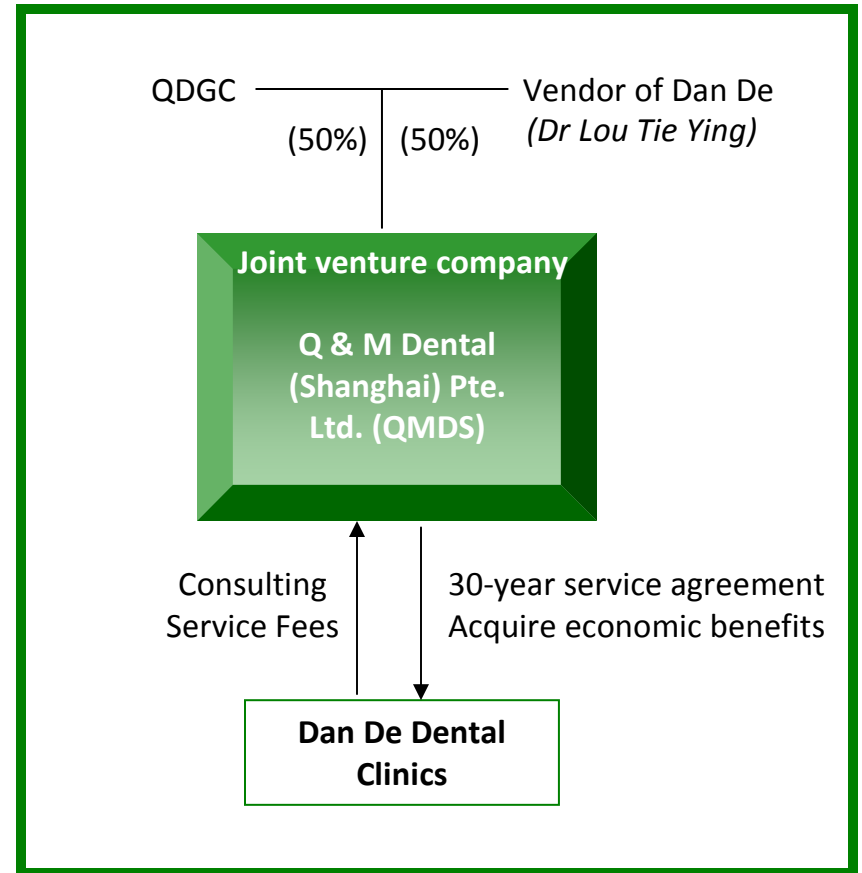 QDGC
Vendor of Dan De
(Dr Lou Tie Ying)
(50%)
(50%)
Joint venture company
Q & M Dental
(Shanghai) Pte.
Ltd. (QMDS)
Consulting
Service Fees
30-year service agreement
Acquire economic benefits
Dan De Dental
Clinics